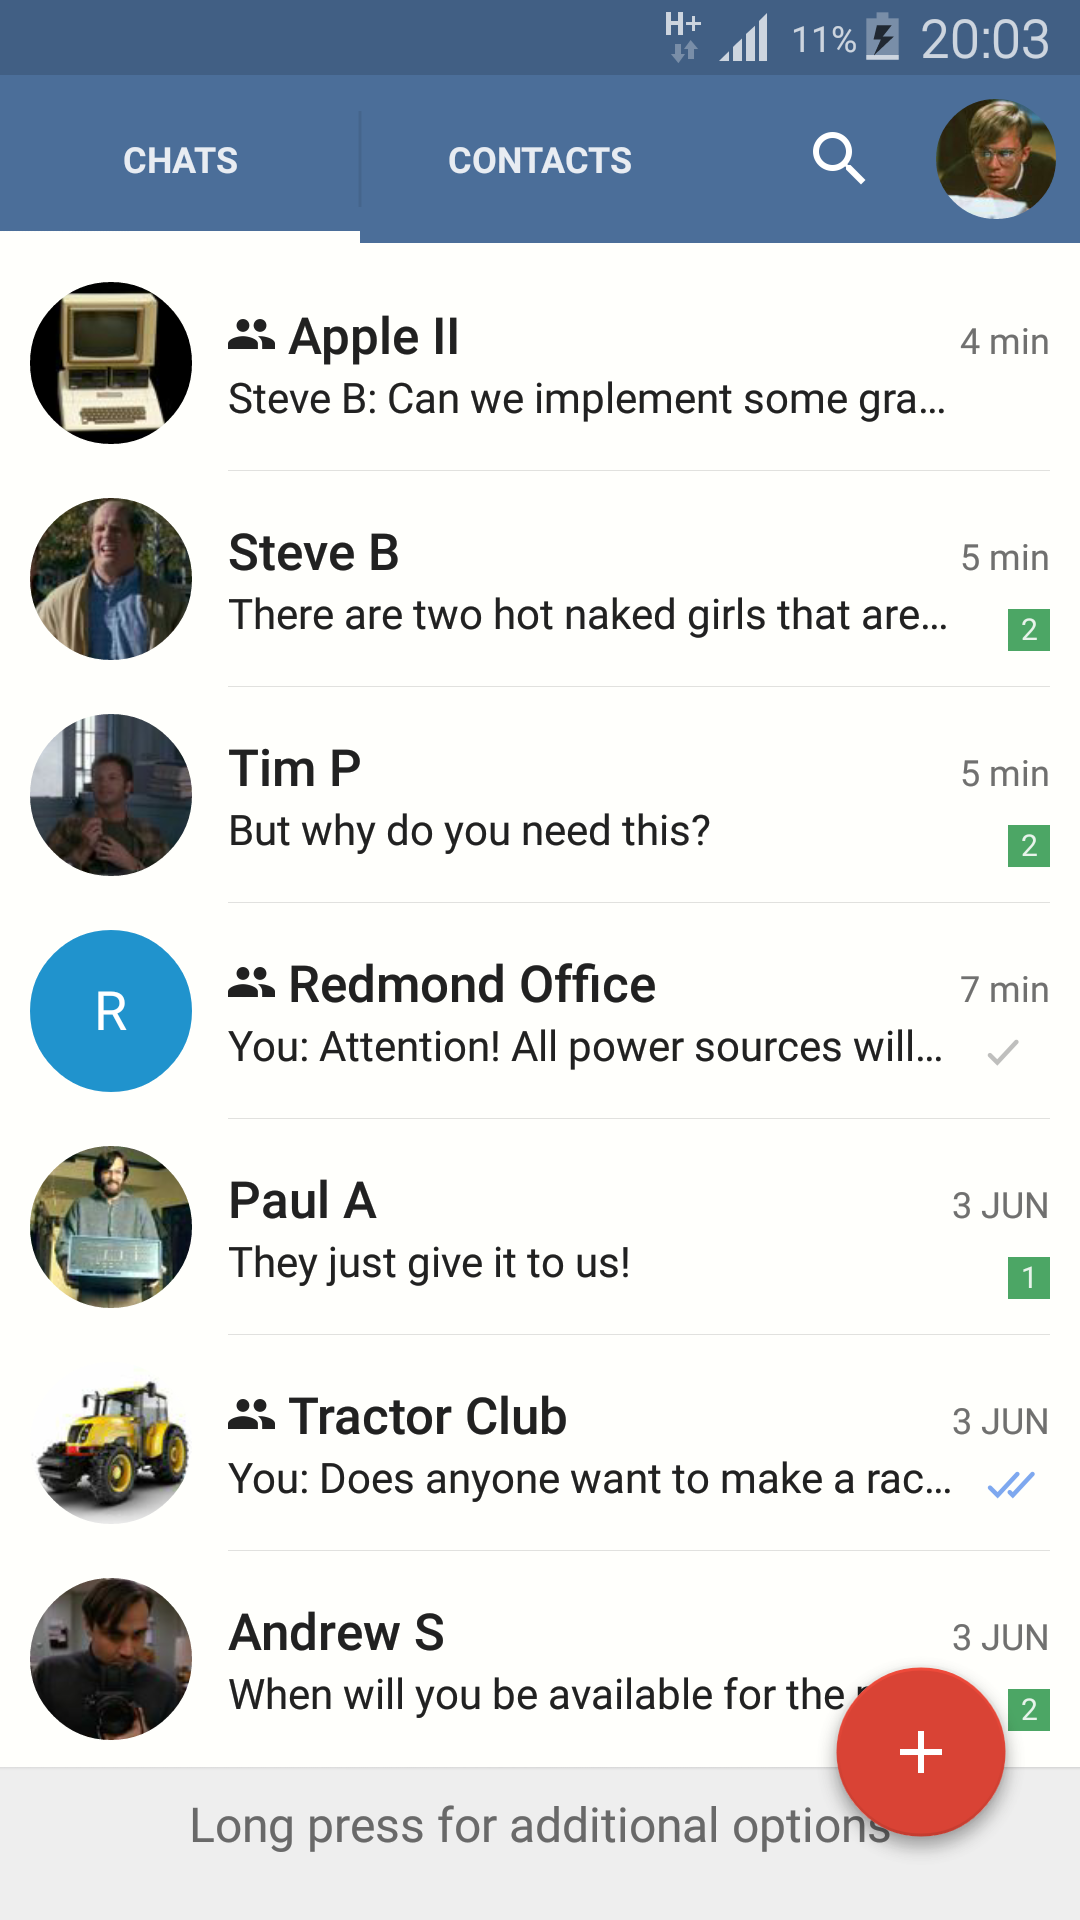 H+ 11% 20:03
CHATS CONTACTS
Apple II 4 min
Steve B: Can we implement some gra...
Steve B 5 min
There are two hot naked girls that are...
2
Tim P 5 min
But why do you need this?
2
R
Redmond Office 7 min
You: Attention! All power sources will...
Paul A 3 JUN
They just give it to us!
1
Tractor Club 3 JUN
You: Does anyone want to make a rac...
Andrew S 3 JUN
When will you be available for the
2
Long press for additional options